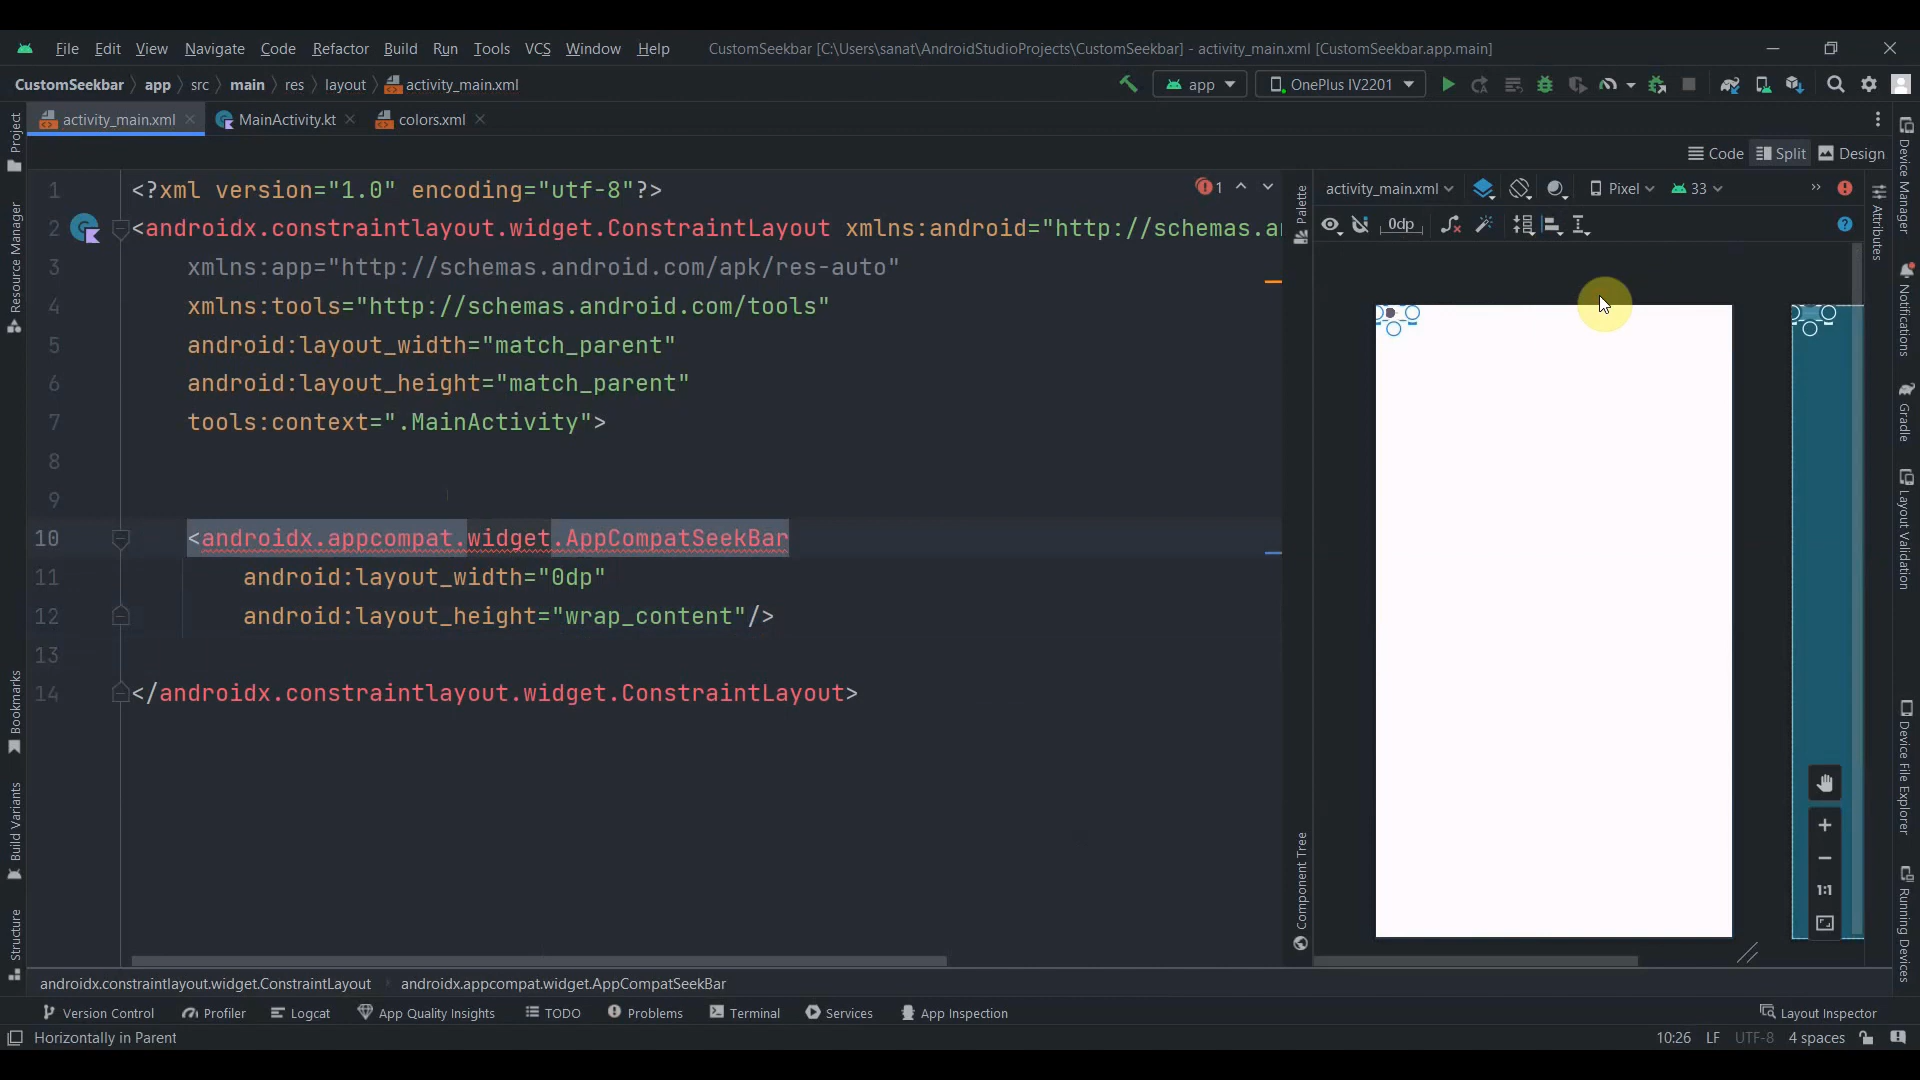 File Edit View Navigate Code Refactor Build Run Tools VCS Window Help CustomSeekbar [C:\Users\sanat\AndroidStudioProjects\CustomSeekbar] - activity_main.xml [CustomSeekbar.app.main]
CustomSeekbar app src main res layout activity_main.xml app OnePlus IV2201
activity_main.xml MainActivity.kt colors.xml
Code Split Design
activity_main.xml Pixel 33
0dp
1
1 <?xml version="1.0" encoding="utf-8"?>
2 <androidx.constraintlayout.widget.ConstraintLayout xmlns:android="http://schemas.a
3 xmlns:app="http://schemas.android.com/apk/res-auto"
4 xmlns:tools="http://schemas.android.com/tools"
5 android:layout_width="match_parent"
6 android:layout_height="match_parent"
7 tools:context=".MainActivity">
8
9
10 <androidx.appcompat.widget.AppCompatSeekBar
11 android:layout_width="0dp"
12 android:layout_height="wrap_content"/>
13
14 </androidx.constraintlayout.widget.ConstraintLayout>
Project
Resource Manager
Bookmarks
Build Variants
Structure
Palette
Component Tree
1:1
Attributes
Device Manager
Notifications
Gradle
Layout Validation
Device File Explorer
Running Devices
androidx.constraintlayout.widget.ConstraintLayout androidx.appcompat.widget.AppCompatSeekBar
Version Control Profiler Logcat App Quality Insights TODO Problems Terminal Services App Inspection Layout Inspector
Horizontally in Parent 10:26 LF UTF-8 4 spaces